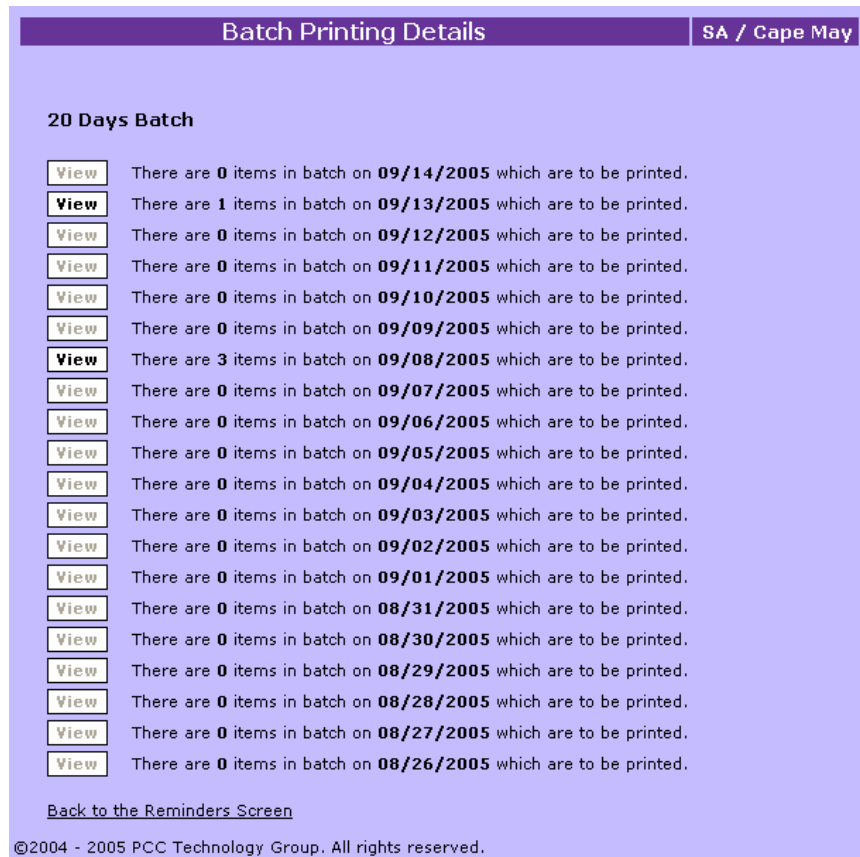 Batch Printing Details SA / Cape May
20 Days Batch
View There are 0 items in batch on 09/14/2005 which are to be printed.
View There are 1 items in batch on 09/13/2005 which are to be printed.
View There are 0 items in batch on 09/12/2005 which are to be printed.
View There are 0 items in batch on 09/11/2005 which are to be printed.
View There are 0 items in batch on 09/10/2005 which are to be printed.
View There are 0 items in batch on 09/09/2005 which are to be printed.
View There are 3 items in batch on 09/08/2005 which are to be printed.
View There are 0 items in batch on 09/07/2005 which are to be printed.
View There are 0 items in batch on 09/06/2005 which are to be printed.
View There are 0 items in batch on 09/05/2005 which are to be printed.
View There are 0 items in batch on 09/04/2005 which are to be printed.
View There are 0 items in batch on 09/03/2005 which are to be printed.
View There are 0 items in batch on 09/02/2005 which are to be printed.
View There are 0 items in batch on 09/01/2005 which are to be printed.
View There are 0 items in batch on 08/31/2005 which are to be printed.
View There are 0 items in batch on 08/30/2005 which are to be printed.
View There are 0 items in batch on 08/29/2005 which are to be printed.
View There are 0 items in batch on 08/28/2005 which are to be printed.
View There are 0 items in batch on 08/27/2005 which are to be printed.
View There are 0 items in batch on 08/26/2005 which are to be printed.
Back to the Reminders Screen
©2004 - 2005 PCC Technology Group. All rights reserved.